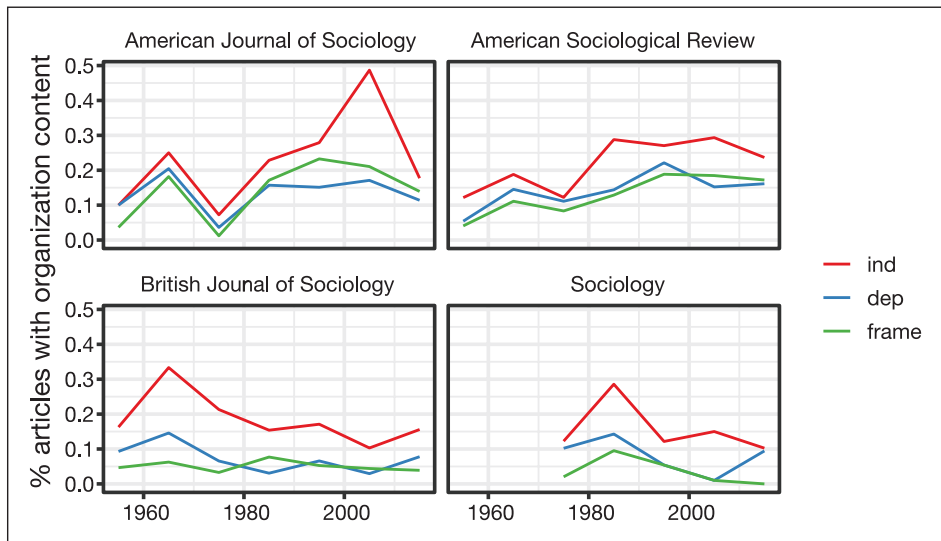 American Journal of Sociology
American Sociological Review
0.5
0.4
0.3
0.2
0.1
0.0
British Jounal of Sociology
Sociology
0.5
0.4
0.3
0.2
0.1
0.0
1960
1980
2000
1960
1980
2000
% articles with organization content
ind
dep
frame